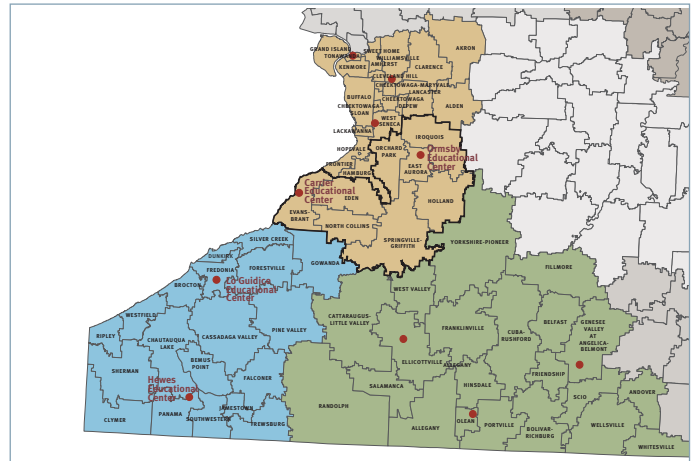 GRAND ISLAND
SWEET HOME
AKRON
TONAWANDA
WILLIAMSVILLE
AMHERST
KENMORE
CLARENCE
CLEVELAND HILL
CHEEKTOWAGA-MARYVALE
LANCASTER
BUFFALO
CHEEKTOWAGA
CHEEKTOWAGA
SLOAN
DEPEW
ALDEN
WEST
SENECA
LACKAWANNA
IROQUOIS
HOPEVALE
ORCHARD
PARK
Ormsby
Educational
Center
FRONTIER
EAST
AURORA
HAMBURG
Carrier
Educational
Center
EDEN
HOLLAND
EVANS-
BRANT
NORTH COLLINS
SILVER CREEK
SPRINGVILLE-
GRIFFITH
YORKSHIRE-PIONEER
DUNKIRK
GOWANDA
FREDONIA
FORESTVILLE
FILLMORE
Lo Guidice
Educational
Center
BROCTON
WEST VALLEY
WESTFIELD
CATTARAUGUS-
LITTLE VALLEY
FRANKLINVILLE
CUBA-
RUSHFORD
BELFAST
GENESEE
VALLEY
AT
ANGELICA-
BELMONT
RIPLEY
CHAUTAUQUA
LAKE
CASSADAGA VALLEY
PINE VALLEY
BEMUS
POINT
ELLICOTTVILLE
ALLEGANY
SHERMAN
FALCONER
FRIENDSHIP
Hewes
Educational
Center
SALAMANCA
HINSDALE
SCIO
ANDOVER
RANDOLPH
JAMESTOWN
PANAMA
SOUTHWESTERN
CLYMER
FREWSBURG
ALLEGANY
OLEAN
PORTVILLE
BOLIVAR-
RICHBURG
WELLSVILLE
WHITESVILLE